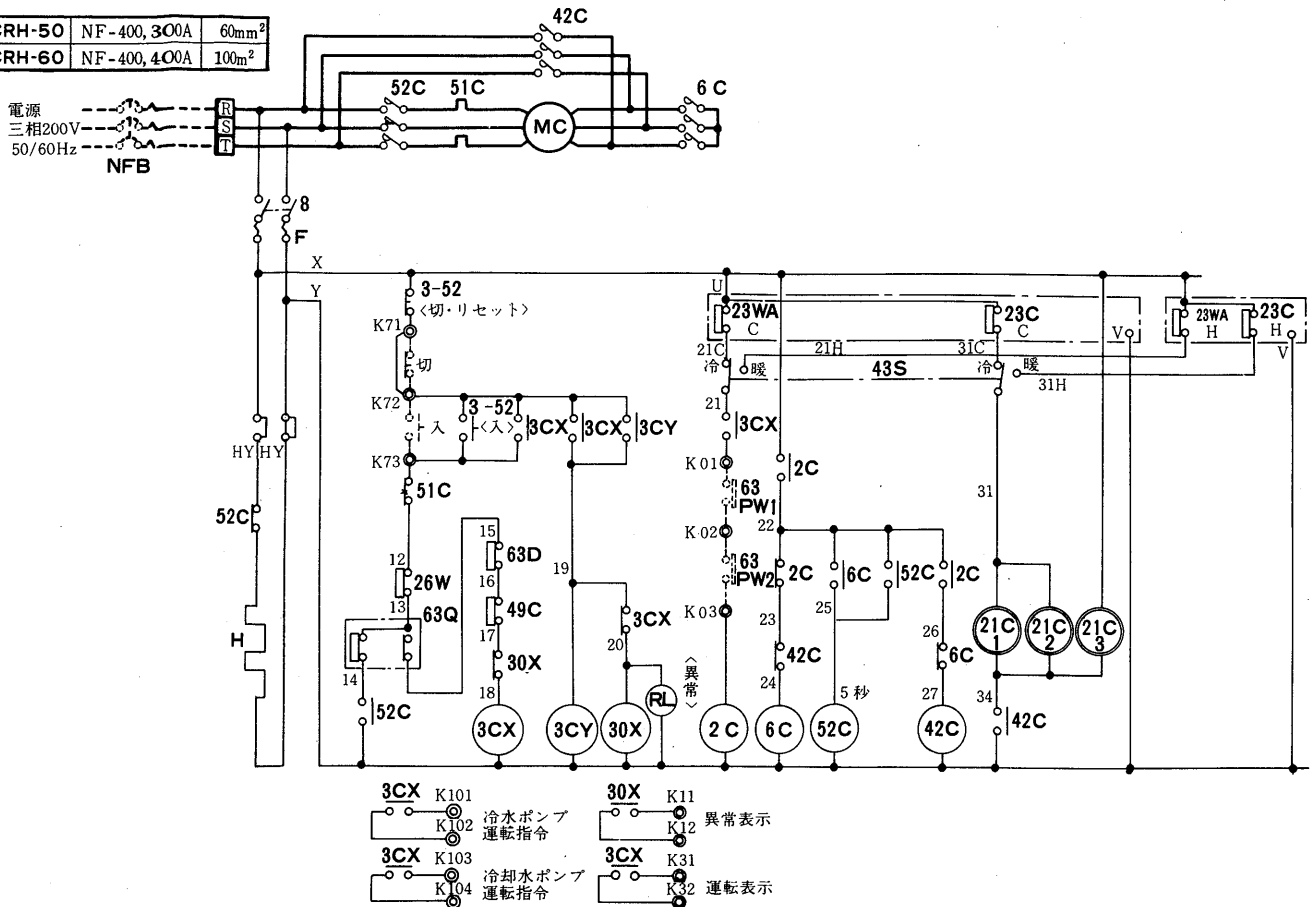 CRH-50 NF-400,300A 60mm²
CRH-60 NF-400,400A 100m²
42C
52C 51C 6C
電源
三相200V
50/60Hz
NFB
R
S
T
MC
8
F
X
Y
3-52
〈切・リセット〉
K71
切
K72
入
3-52
〈入〉
3CX
3CX
3CY
K73
51C
12
26W
13
63Q
14
52C
15
63D
16
49C
17
30X
18
3CX
19
3CY
3CX
20
30X
RL
〈異常〉
HY HY
52C
H
U
23WA
C
23C
C
V
23WA
H
23C
H
V
21C
21H
31C
冷
暖
43S
冷
暖
31H
21
3CX
K01
63
PW1
K02
63
PW2
K03
2C
2C
22
2C
23
42C
24
6C
6C
25
52C
5秒
52C
2C
26
6C
27
42C
31
21C
1
21C
2
21C
3
34
42C
3CX K101
K102
冷水ポンプ
運転指令
30X K11
K12
異常表示
3CX K103
K104
冷却水ポンプ
運転指令
3CX K31
K32
運転表示